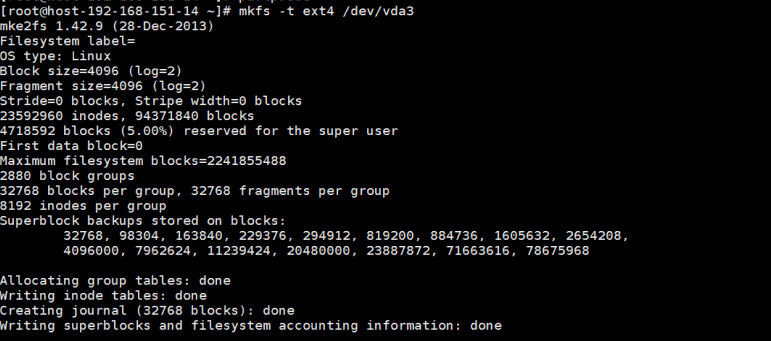 [root@host-192-168-151-14 ~]# mkfs -t ext4 /dev/vda3
mke2fs 1.42.9 (28-Dec-2013)
Filesystem label=
OS type: Linux
Block size=4096 (log=2)
Fragment size=4096 (log=2)
Stride=0 blocks, Stripe width=0 blocks
23592960 inodes, 94371840 blocks
4718592 blocks (5.00%) reserved for the super user
First data block=0
Maximum filesystem blocks=2241855488
2880 block groups
32768 blocks per group, 32768 fragments per group
8192 inodes per group
Superblock backups stored on blocks:
32768, 98304, 163840, 229376, 294912, 819200, 884736, 1605632, 2654208,
4096000, 7962624, 11239424, 20480000, 23887872, 71663616, 78675968
Allocating group tables: done
Writing inode tables: done
Creating journal (32768 blocks): done
Writing superblocks and filesystem accounting information: done